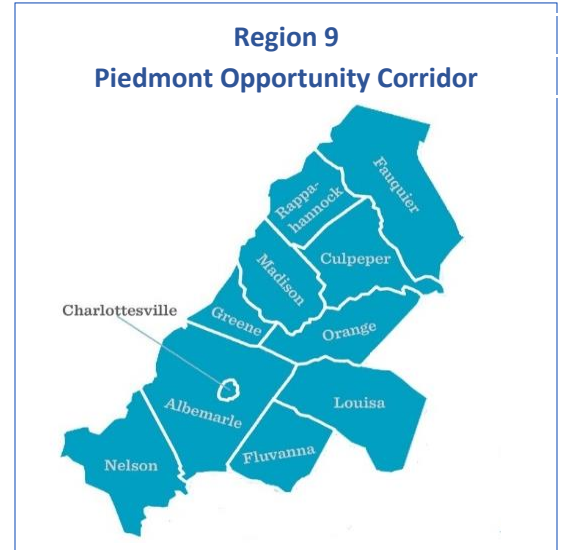 Region 9
Piedmont Opportunity Corridor
Fauquier
Rappa-
hannock
Culpeper
Madison
Charlottesville
Greene
Orange
Albemarle
Louisa
Nelson
Fluvanna